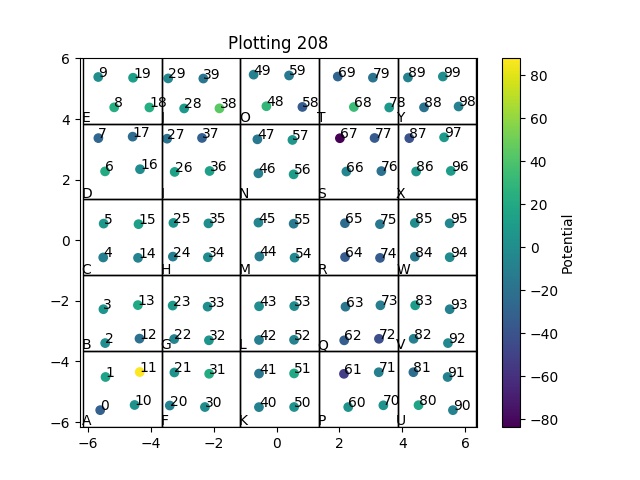 Plotting 208
6 9 19 29 39 49 59 69 79 89 99
8 18 28 38 48 58 68 78 88 98
4 E O T Y
7 17 27 37 47 57 67 77 87 97
6 16 26 36 46 56 66 76 86 96
2 D N S X
5 15 25 35 45 55 65 75 85 95
0 4 14 24 34 44 54 64 74 84 94
C H M R W
−2 3 13 23 33 43 53 63 73 83 93
2 12 22 32 42 52 62 72 82 92
B G L Q V
−4 1 11 21 31 41 51 61 71 81 91
0 10 20 30 40 50 60 70 80 90
−6 A F K P U
−6 −4 −2 0 2 4 6
80
60
40
20
0
−20
−40
−60
−80
Potential